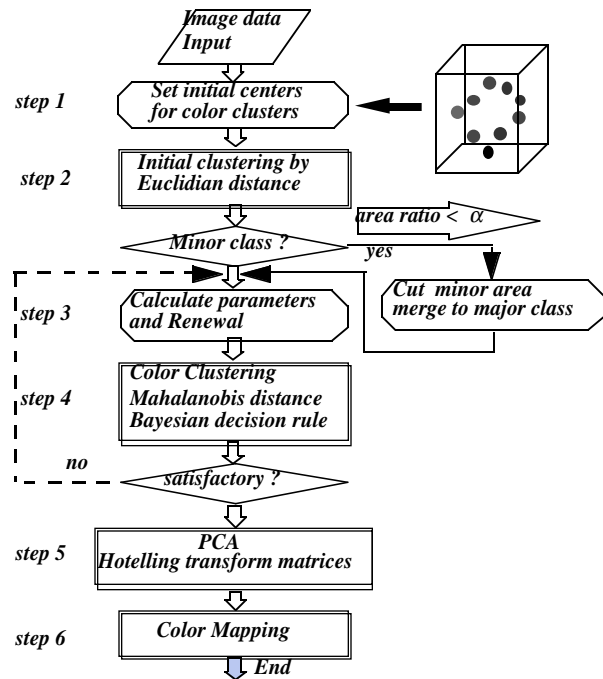 Image data
Input
step 1
Set initial centers
for color clusters
step 2
Initial clustering by
Euclidian distance
area ratio < α
Minor class ?
yes
Cut minor area
merge to major class
step 3
Calculate parameters
and Renewal
step 4
Color Clustering
Mahalanobis distance
Bayesian decision rule
no
satisfactory ?
step 5
PCA
Hotelling transform matrices
step 6
Color Mapping
End